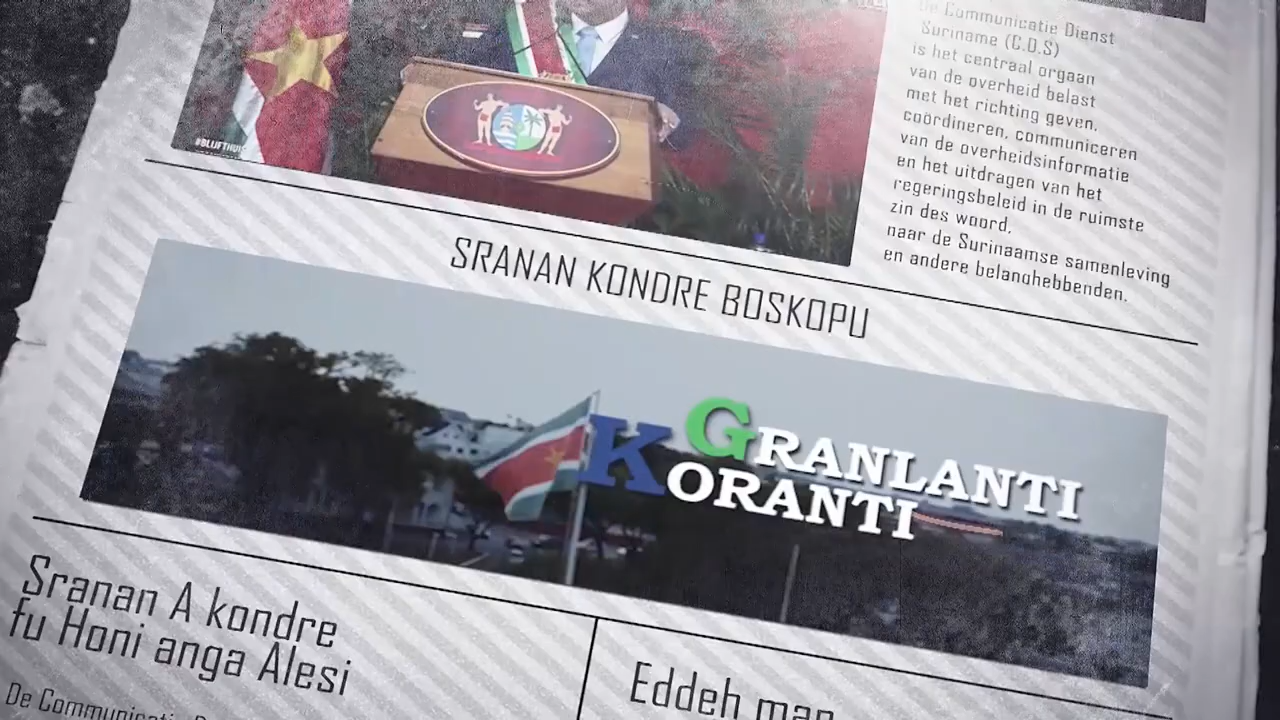 De Communicatie Dienst
Suriname (C.D.S)
is het centraal orgaan
van de overheid belast
met het richting geven,
coördineren, communiceren
van de overheidsinformatie
en het uitdragen van het
regeringsbeleid in de ruimste
zin des woord,
naar de Surinaamse samenleving
en andere belanghebbenden.
SRANAN KONDRE BOSKOPU
GRANLANTI
KORANTI
Sranan A kondre
fu Honi anga Alesi
Eddeh man